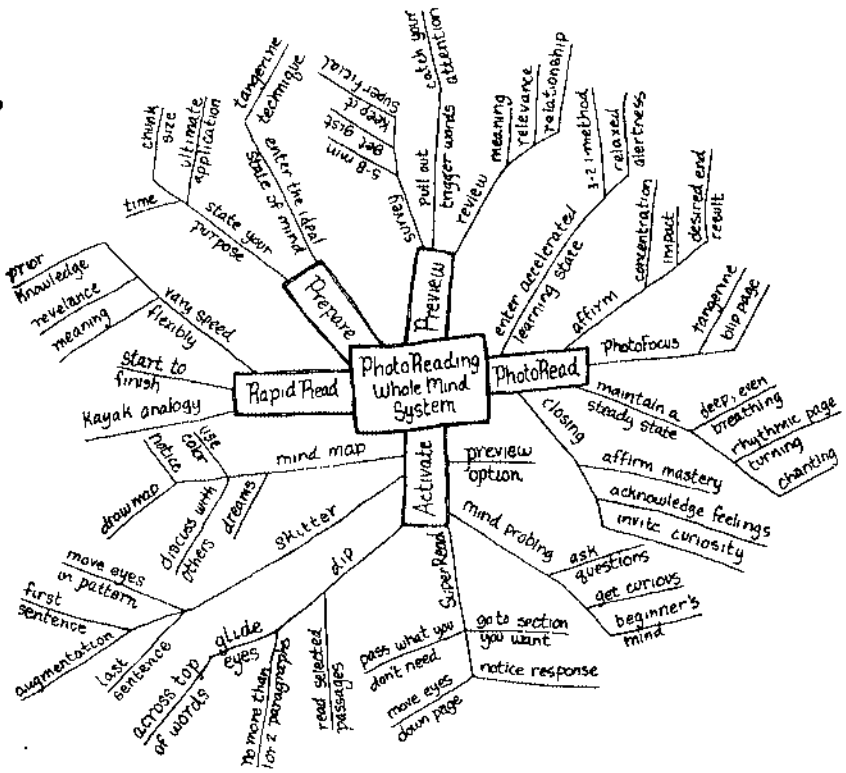 PhotoReading
Whole Mind
System
Prepare
state your
purpose
time
chunk
size
ultimate
application
enter the ideal
state of mind
tangerine
technique
Preview
survey
5-8 min
get gist
keep it
superficial
pull out
trigger words
catch your
attention
review
meaning
relevance
relationship
PhotoRead
enter accelerated
learning state
3-2-1 method
relaxed
alertness
affirm
concentration
impact
desired end
result
PhotoFocus
tangerine
blip page
maintain a
steady state
deep, even
breathing
rhythmic page
turning
chanting
closing
affirm mastery
acknowledge feelings
invite curiosity
Activate
preview
option
mind probing
ask
questions
get curious
beginner's
mind
SuperRead
go to section
you want
notice response
pass what you
don't need
move eyes
down page
dip
read selected
passages
no more than
1 or 2 paragraphs
glide
eyes
across top
of words
skitter
move eyes
in pattern
first
sentence
augmentation
last
sentence
mind map
dreams
discuss with
others
use
color
notice
draw map
Rapid Read
vary speed
flexibly
prior
knowledge
revelance
meaning
start to
finish
Kayak analogy